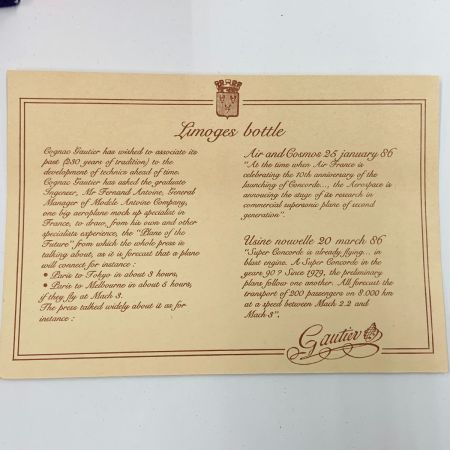 Limoges bottle
Cognac Gautier has wished to associate its
past (230 years of tradition) to the
development of technics ahead of time.
Cognac Gautier has asked the graduate
Ingeneer, Mr Fernand Antoine, General
Manager of Modèle Antoine Company,
one big aeroplane mock up specialist in
France, to draw, from his own and other
specialists experience, the "Plane of the
Future" from which the whole press is
talking about, as it is forecast that a plane
will connect for instance :
• Paris to Tokyo in about 3 hours,
• Paris to Melbourne in about 5 hours,
if they fly at Mach 3.
The press talked widely about it as for
instance :
Air and Cosmos 25 january 86
"At the time when Air France is
celebrating the 10th anniversary of the
launching of Concorde..., the Aerospace is
annoucing the stage of its research in
commercial supersonic plane of second
generation".
Usine nouvelle 20 march 86
"Super Concorde is already flying... in
blast engine. A Super Concorde in the
years 90 ? Since 1979, the preliminary
plans follow one another. All forecast the
transport of 200 passengers on 8 000 km
at a speed between Mach 2.2 and
Mach 3".
Gautier